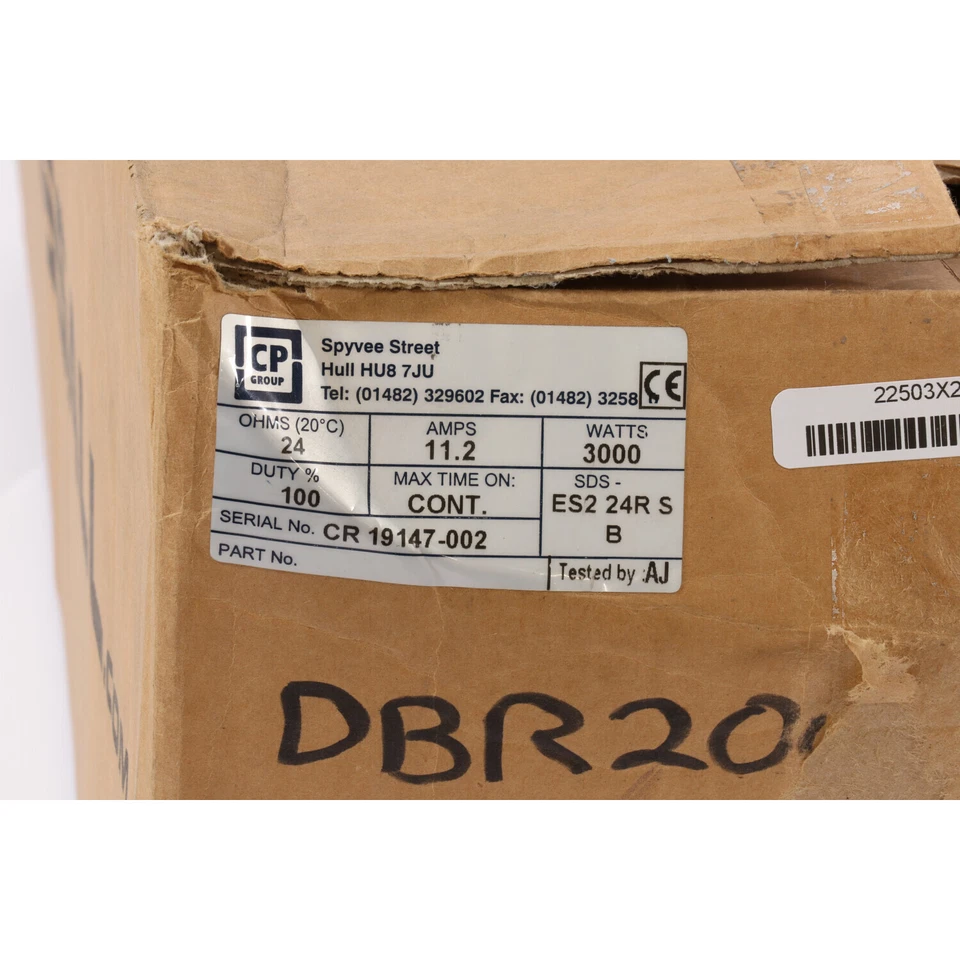 CP
GROUP
Spyvee Street
Hull HU8 7JU
Tel: (01482) 329602 Fax: (01482) 3258
CE
OHMS (20°C)
24
AMPS
11.2
WATTS
3000
DUTY %
100
MAX TIME ON:
CONT.
SDS -
ES2 24R S
B
SERIAL No. CR 19147-002
PART No.
Tested by :AJ
22503X2
DBR20
.COM